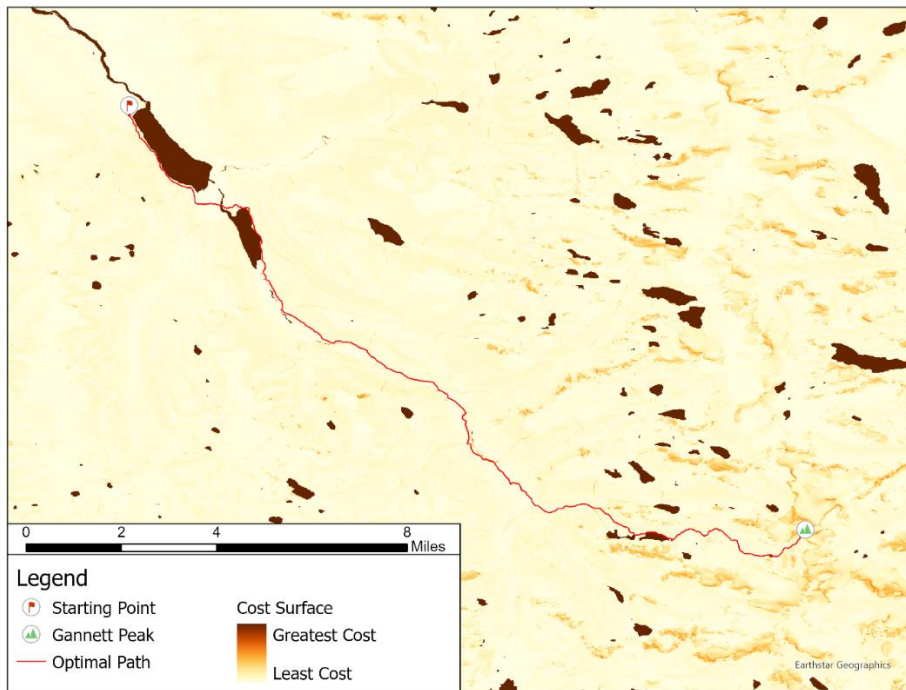 0 2 4 8
Miles
Legend
Starting Point
Gannett Peak
Optimal Path
Cost Surface
Greatest Cost
Least Cost
Earthstar Geographics